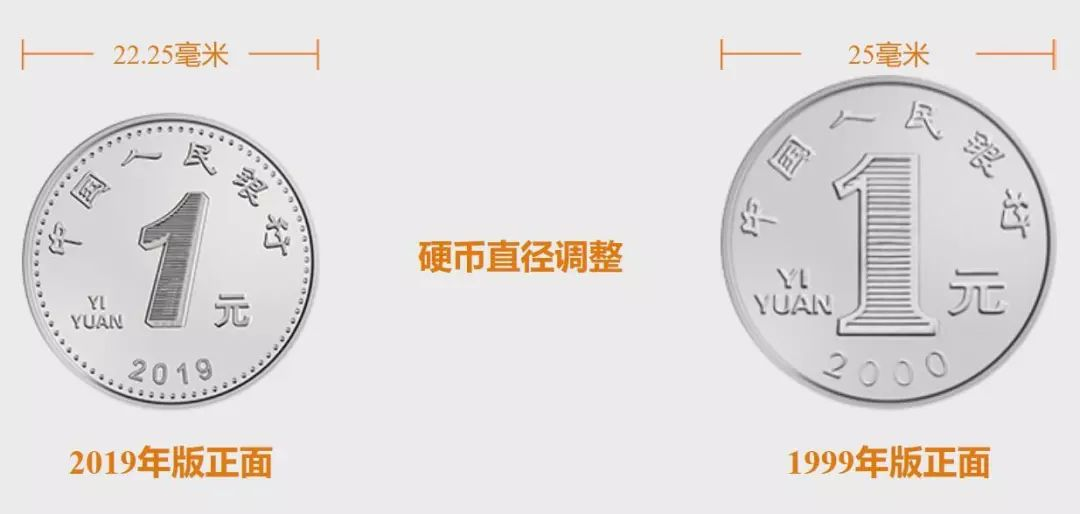 22.25毫米
25毫米
中国人民银行
1
YI
YUAN
元
2019
硬币直径调整
中国人民银行
1
YI
YUAN
元
2000
2019年版正面
1999年版正面